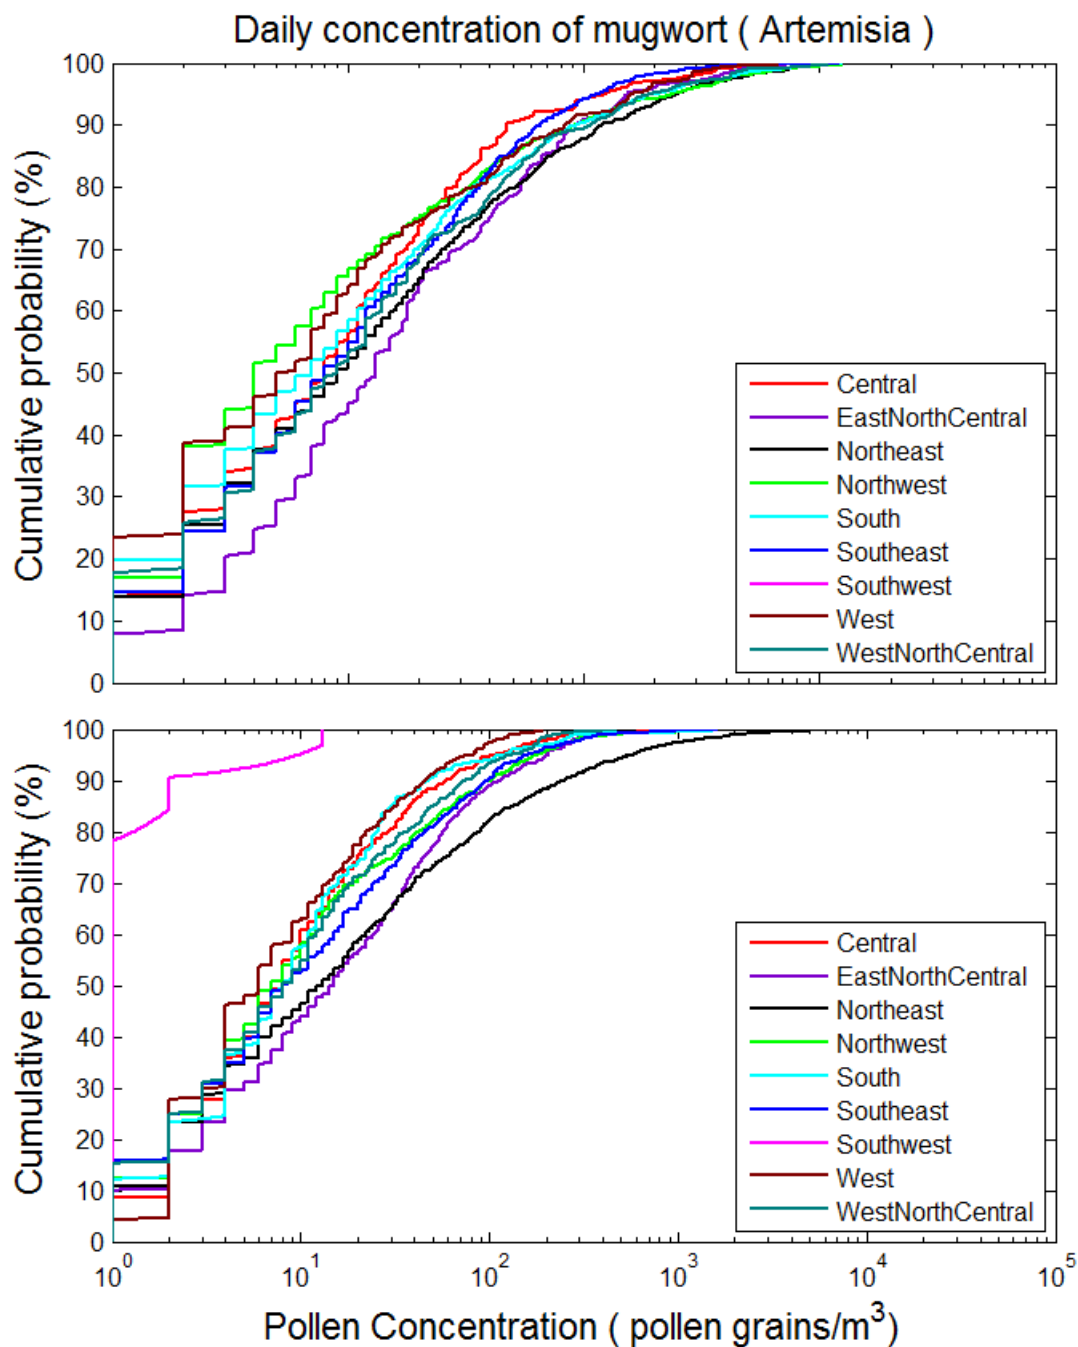 Daily concentration of mugwort ( Artemisia )
Cumulative probability (%)
100
90
80
70
60
50
40
30
20
10
0
Central
EastNorthCentral
Northeast
Northwest
South
Southeast
Southwest
West
WestNorthCentral
Cumulative probability (%)
100
90
80
70
60
50
40
30
20
10
0
Central
EastNorthCentral
Northeast
Northwest
South
Southeast
Southwest
West
WestNorthCentral
10⁰ 10¹ 10² 10³ 10⁴ 10⁵
Pollen Concentration ( pollen grains/m³)